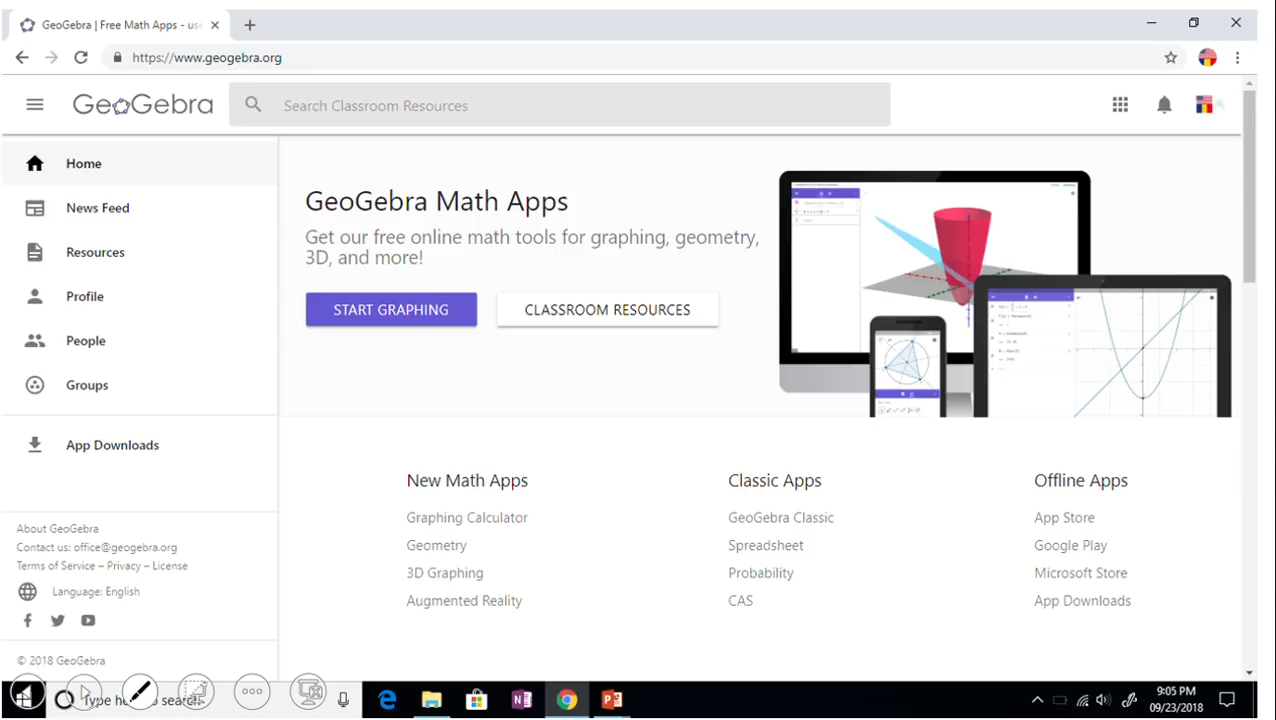 GeoGebra | Free Math Apps - us
https://www.geogebra.org
GeoGebra
Search Classroom Resources
Home
News Feed
Resources
Profile
People
Groups
App Downloads
About GeoGebra
Contact us: office@geogebra.org
Terms of Service – Privacy – License
Language: English
© 2018 GeoGebra
GeoGebra Math Apps
Get our free online math tools for graphing, geometry,
3D, and more!
START GRAPHING
CLASSROOM RESOURCES
New Math Apps
Graphing Calculator
Geometry
3D Graphing
Augmented Reality
Classic Apps
GeoGebra Classic
Spreadsheet
Probability
CAS
Offline Apps
App Store
Google Play
Microsoft Store
App Downloads
Type here to search
9:05 PM
09/23/2018